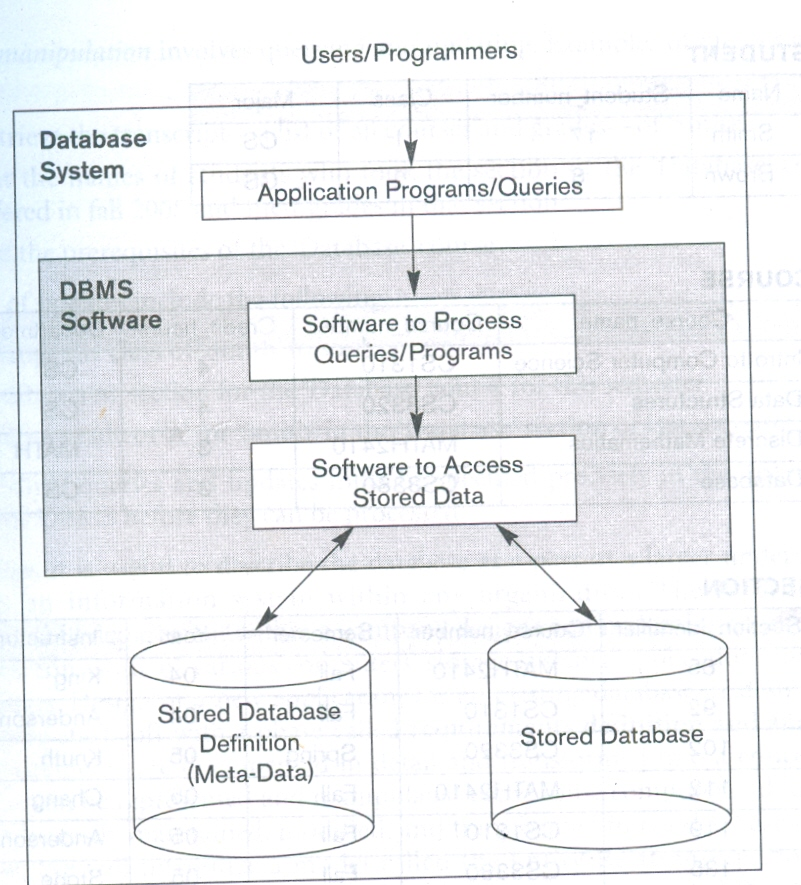 Users/Programmers
Database
System
Application Programs/Queries
DBMS
Software
Software to Process
Queries/Programs
Software to Access
Stored Data
Stored Database
Definition
(Meta-Data)
Stored Database